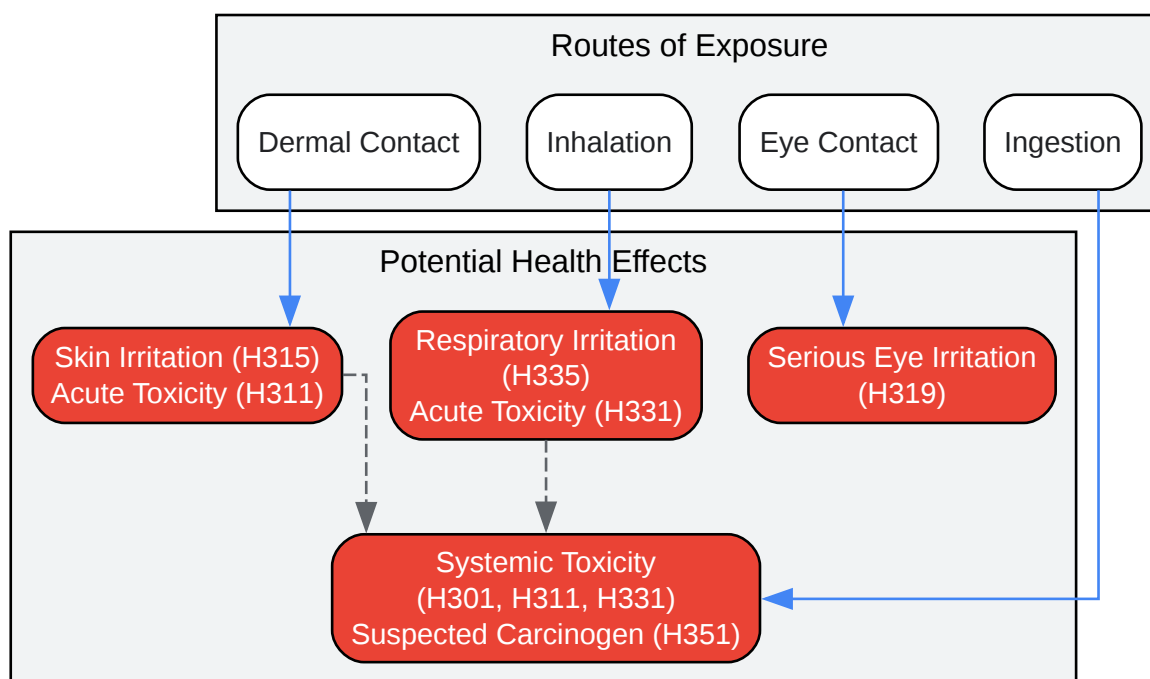 Routes of Exposure
Dermal Contact
Inhalation
Eye Contact
Ingestion
Potential Health Effects
Skin Irritation (H315)
Acute Toxicity (H311)
Respiratory Irritation
(H335)
Acute Toxicity (H331)
Serious Eye Irritation
(H319)
Systemic Toxicity
(H301, H311, H331)
Suspected Carcinogen (H351)